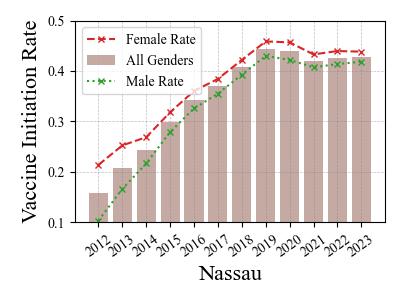 0.5
0.4
0.3
0.2
0.1
Vaccine Initiation Rate
Female Rate
All Genders
Male Rate
2012 2013 2014 2015 2016 2017 2018 2019 2020 2021 2022 2023
Nassau